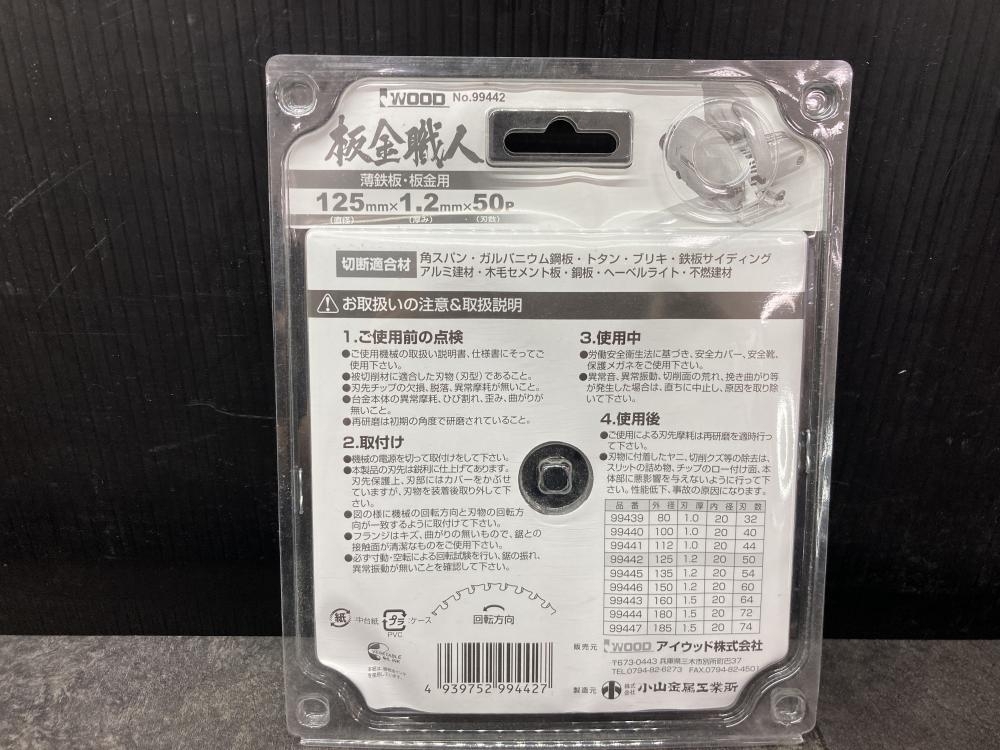 iWOOD No.99442
板金職人
薄鉄板・板金用
125mm×1.2mm×50P
(直径) (厚み) (刃数)
切断適合材
角スパン・ガルバニウム鋼板・トタン・ブリキ・鉄板サイディング
アルミ建材・木毛セメント板・銅板・ヘーベルライト・不燃建材
お取扱いの注意&取扱説明
1.ご使用前の点検
●ご使用機械の取扱い説明書、仕様書にそってご
使用下さい。
●被切削材に適合した刃物（刃型）であること。
●刃先チップの欠損、脱落、異常摩耗が無いこと。
●台金本体の異常摩耗、ひび割れ、歪み、曲がりが
無いこと。
●再研磨は初期の角度で研磨されていること。
2.取付け
●機械の電源を切って取付けをして下さい。
●本製品の刃先は鋭利に仕上げてあります。
刃先保護上、刃部にはカバーをかぶせ
ていますが、刃物を装着後取り外して下
さい。
●図の様に機械の回転方向と刃物の回転方
向が一致するように取付けて下さい。
●フランジはキズ、曲がりの無いもので、鋸との
接触面が清潔なものをご使用下さい。
●必ず寸動・空転による回転試験を行い、鋸の振れ、
異常振動が無いことを確認して下さい。
3.使用中
●労働安全衛生法に基づき、安全カバー、安全靴、
保護メガネをご使用下さい。
●異常音、異常振動、切削面の荒れ、挽き曲がり等
が発生した場合は、直ちに中止し、原因を取り除
いて下さい。
4.使用後
●ご使用による刃先摩耗は再研磨を適時行っ
て下さい。
●刃物に付着したヤニ、切削クズ等の除去は、
スリットの詰め物、チップのロー付け面、本
体部に悪影響を与えないように行って下
さい。性能低下、事故の原因になります。
品番 外径 刃厚 内径 刃数
99439 80 1.0 20 32
99440 100 1.0 20 40
99441 112 1.0 20 44
99442 125 1.2 20 50
99445 135 1.2 20 54
99446 150 1.2 20 60
99443 160 1.5 20 64
99444 180 1.5 20 72
99447 185 1.5 20 74
紙 :中台紙 プラ :ケース
PVC
回転方向
4 939752 994427
販売元 iWOOD アイウッド株式会社
〒673-0443 兵庫県三木市別所町巴37
TEL.0794-82-6273 FAX.0794-82-4501
製造元 株式会社 小山金属工業所